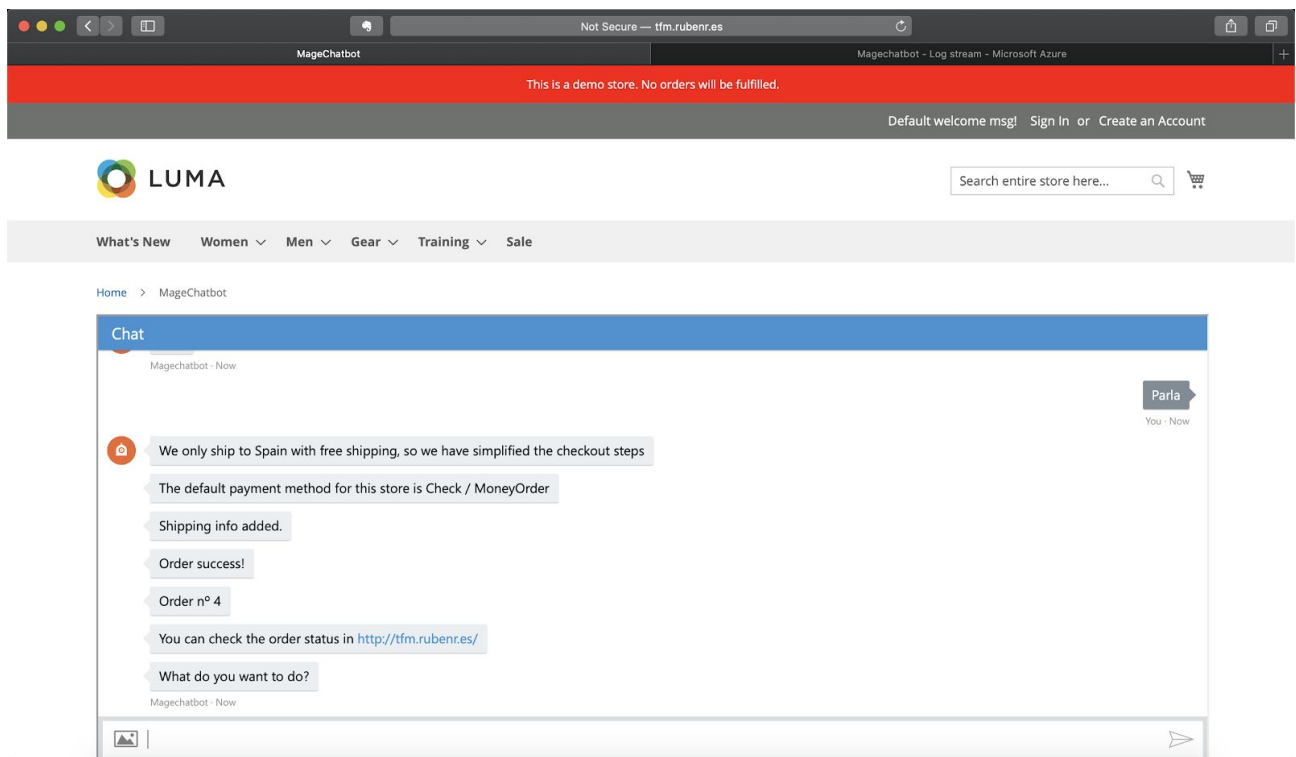 Not Secure — tfm.rubenr.es
MageChatbot
Magechatbot - Log stream - Microsoft Azure
This is a demo store. No orders will be fulfilled.
Default welcome msg! Sign In or Create an Account
LUMA
Search entire store here...
What's New Women Men Gear Training Sale
Home > MageChatbot
Chat
Magechatbot · Now
Parla
You · Now
We only ship to Spain with free shipping, so we have simplified the checkout steps
The default payment method for this store is Check / MoneyOrder
Shipping info added.
Order success!
Order nº 4
You can check the order status in http://tfm.rubenr.es/
What do you want to do?
Magechatbot · Now